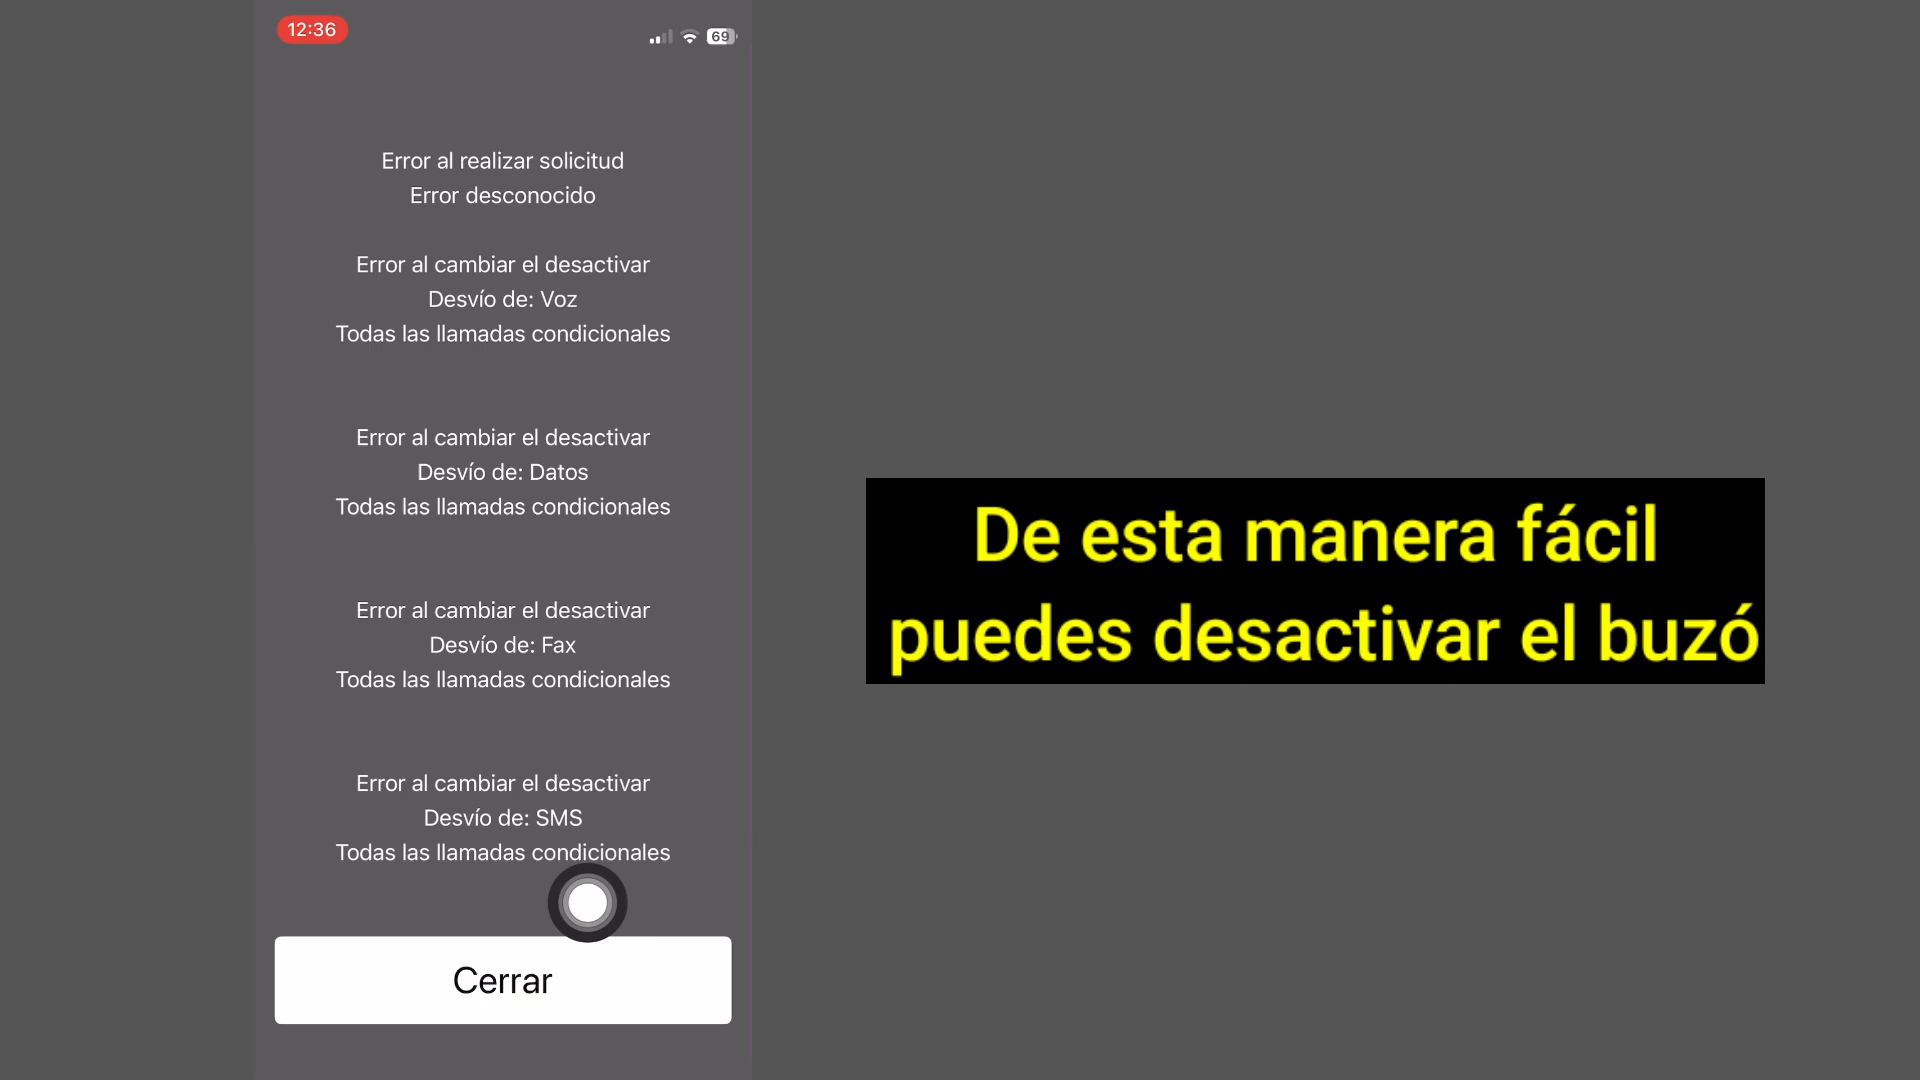 12:36
69
Error al realizar solicitud
Error desconocido
Error al cambiar el desactivar
Desvío de: Voz
Todas las llamadas condicionales
Error al cambiar el desactivar
Desvío de: Datos
Todas las llamadas condicionales
Error al cambiar el desactivar
Desvío de: Fax
Todas las llamadas condicionales
Error al cambiar el desactivar
Desvío de: SMS
Todas las llamadas condicionales
Cerrar
De esta manera fácil
puedes desactivar el buzó